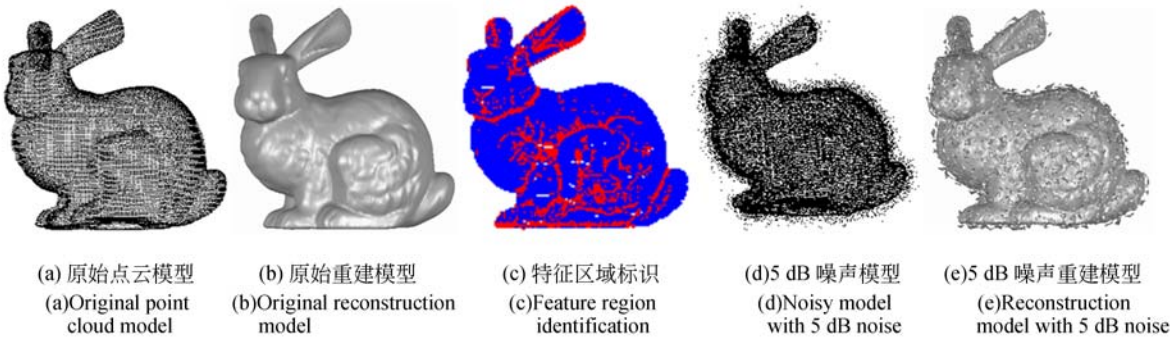 (a) 原始点云模型
(a)Original point
cloud model
(b) 原始重建模型
(b)Original reconstruction
model
(c) 特征区域标识
(c)Feature region
identification
(d)5 dB 噪声模型
(d)Noisy model
with 5 dB noise
(e)5 dB 噪声重建模型
(e)Reconstruction
model with 5 dB noise